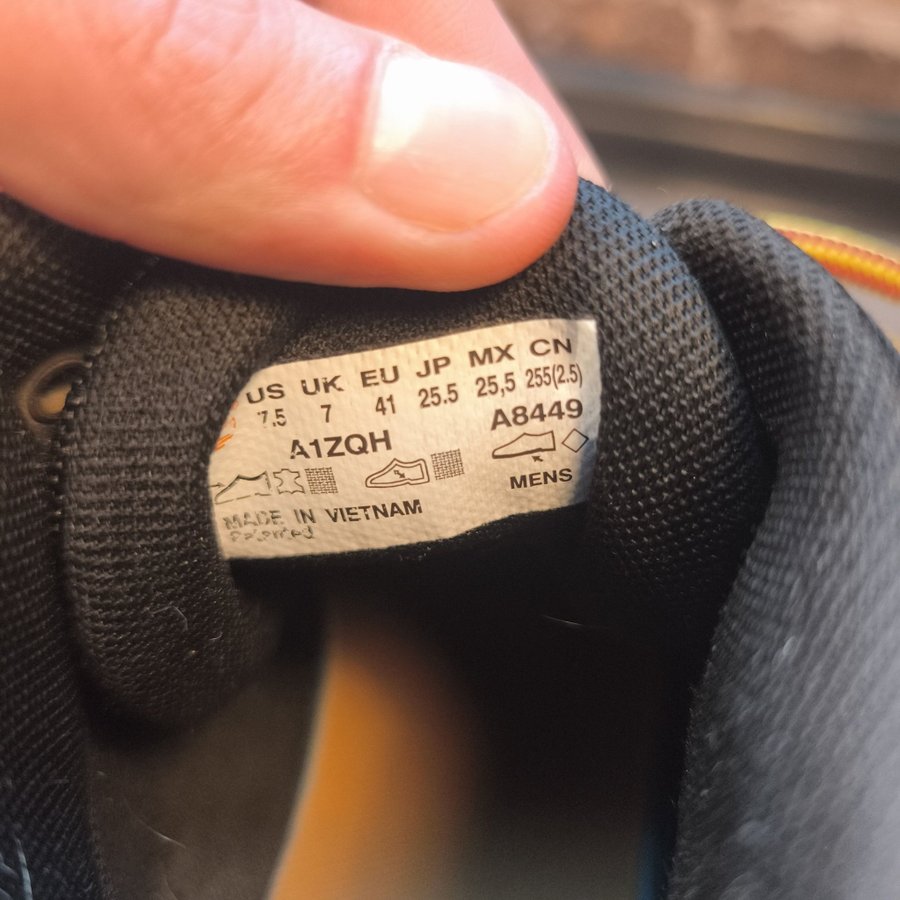 US UK EU JP MX CN
7.5 7 41 25.5 25,5 255(2.5)
A1ZQH A8449
MENS
MADE IN VIETNAM
Patented